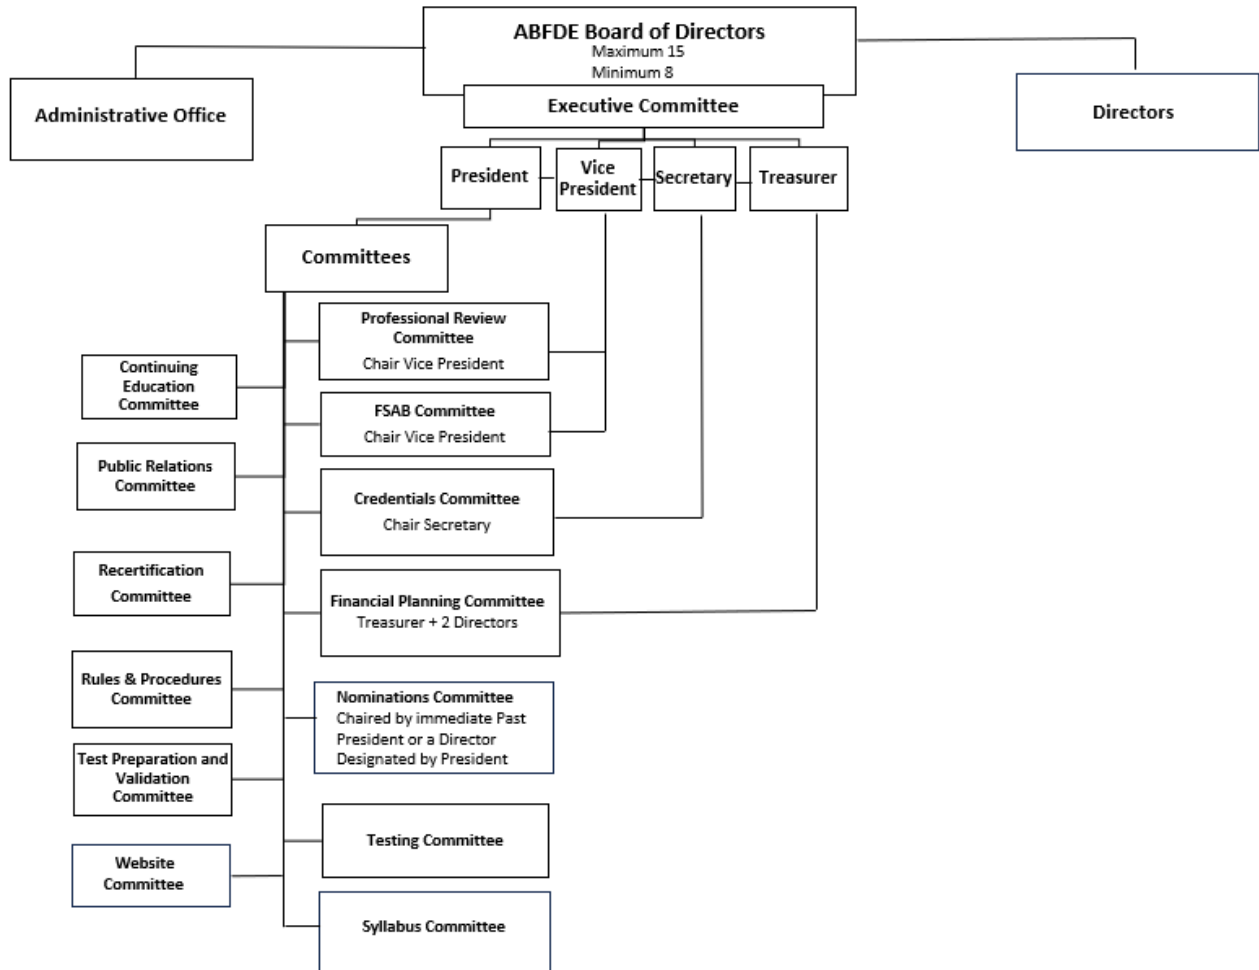 ABFDE Board of Directors
Maximum 15
Minimum 8
Administrative Office
Executive Committee
Directors
President
Vice
President
Secretary
Treasurer
Committees
Professional Review
Committee
Chair Vice President
Continuing
Education
Committee
FSAB Committee
Chair Vice President
Public Relations
Committee
Credentials Committee
Chair Secretary
Recertification
Committee
Financial Planning Committee
Treasurer + 2 Directors
Rules & Procedures
Committee
Nominations Committee
Chaired by immediate Past
President or a Director
Designated by President
Test Preparation and
Validation
Committee
Testing Committee
Website
Committee
Syllabus Committee